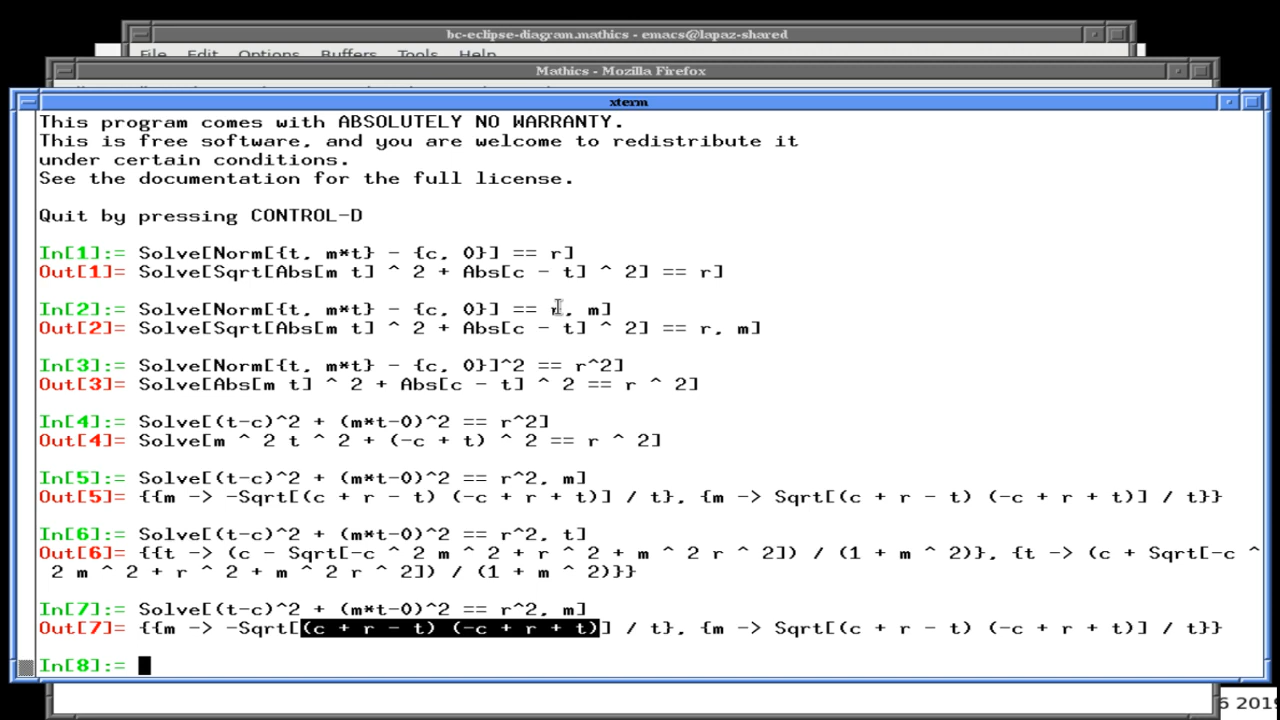 bc-eclipse-diagram.mathics - emacs@lapaz-shared
File Edit Options Buffers Tools Help
Mathics - Mozilla Firefox
xterm
This program comes with ABSOLUTELY NO WARRANTY.
This is free software, and you are welcome to redistribute it
under certain conditions.
See the documentation for the full license.
Quit by pressing CONTROL-D
In[1]:= Solve[Norm[{t, m*t} - {c, 0}] == r]
Out[1]= Solve[Sqrt[Abs[m t] ^ 2 + Abs[c - t] ^ 2] == r]
In[2]:= Solve[Norm[{t, m*t} - {c, 0}] == r, m]
Out[2]= Solve[Sqrt[Abs[m t] ^ 2 + Abs[c - t] ^ 2] == r, m]
In[3]:= Solve[Norm[{t, m*t} - {c, 0}]^2 == r^2]
Out[3]= Solve[Abs[m t] ^ 2 + Abs[c - t] ^ 2 == r ^ 2]
In[4]:= Solve[(t-c)^2 + (m*t-0)^2 == r^2]
Out[4]= Solve[m ^ 2 t ^ 2 + (-c + t) ^ 2 == r ^ 2]
In[5]:= Solve[(t-c)^2 + (m*t-0)^2 == r^2, m]
Out[5]= {{m -> -Sqrt[(c + r - t) (-c + r + t)] / t}, {m -> Sqrt[(c + r - t) (-c + r + t)] / t}}
In[6]:= Solve[(t-c)^2 + (m*t-0)^2 == r^2, t]
Out[6]= {{t -> (c - Sqrt[-c ^ 2 m ^ 2 + r ^ 2 + m ^ 2 r ^ 2]) / (1 + m ^ 2)}, {t -> (c + Sqrt[-c ^
2 m ^ 2 + r ^ 2 + m ^ 2 r ^ 2]) / (1 + m ^ 2)}}
In[7]:= Solve[(t-c)^2 + (m*t-0)^2 == r^2, m]
Out[7]= {{m -> -Sqrt[(c + r - t) (-c + r + t)] / t}, {m -> Sqrt[(c + r - t) (-c + r + t)] / t}}
In[8]:=